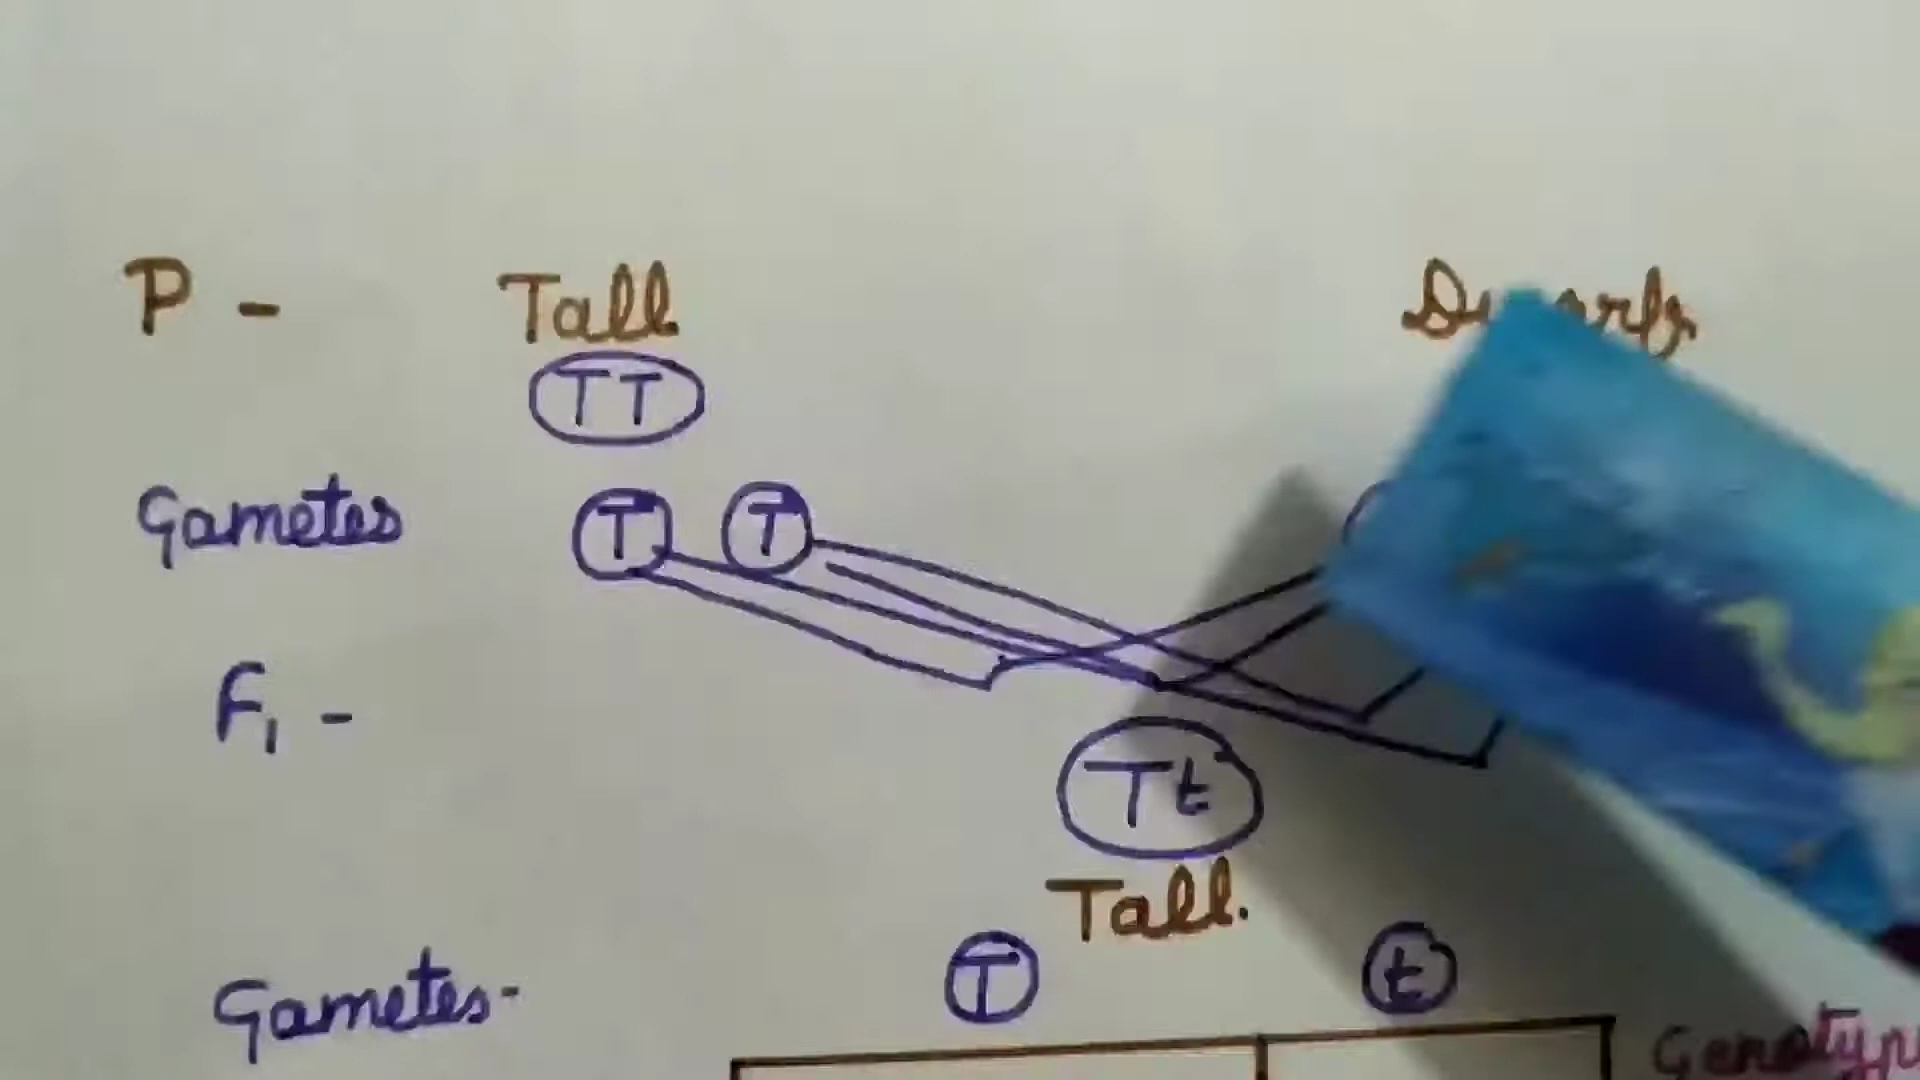 P - Tall
TT
Gametes T T
F1 -
Tt
Tall.
T t
Gametes-